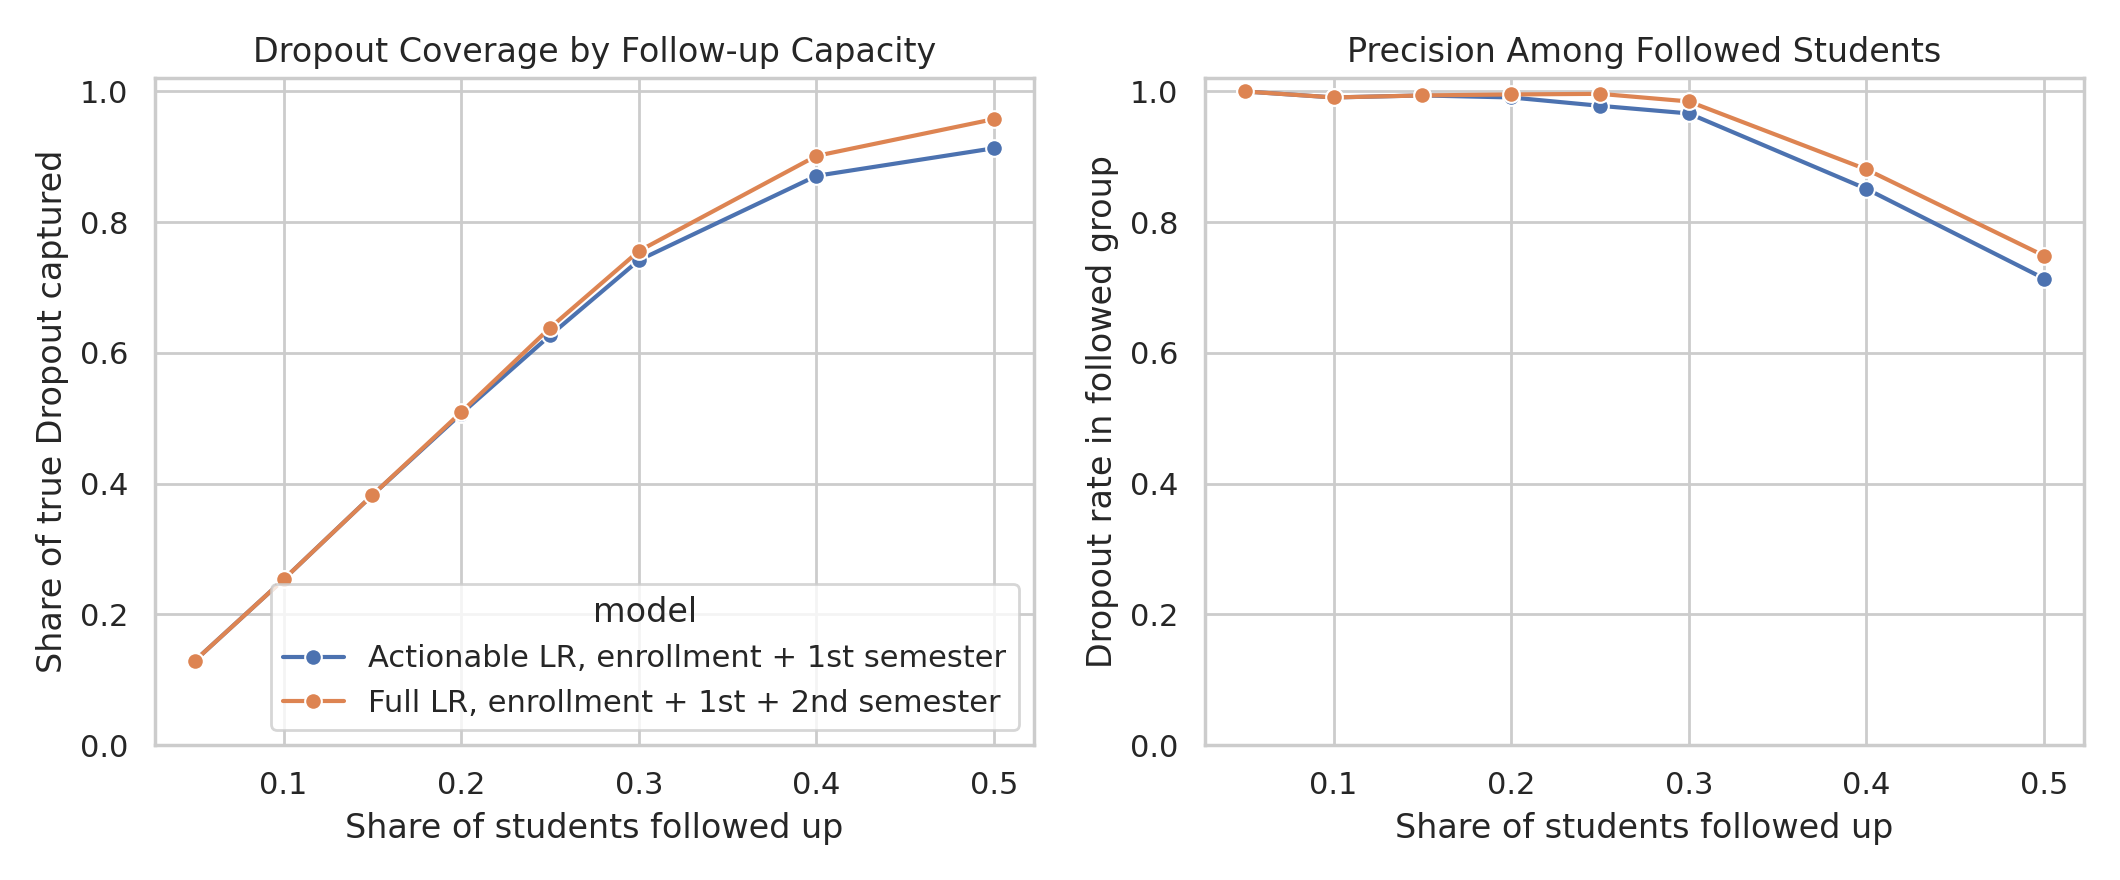 Dropout Coverage by Follow-up Capacity
Share of true Dropout captured
1.0
0.8
0.6
0.4
0.2
0.0
model
Actionable LR, enrollment + 1st semester
Full LR, enrollment + 1st + 2nd semester
0.1 0.2 0.3 0.4 0.5
Share of students followed up
Precision Among Followed Students
Dropout rate in followed group
1.0
0.8
0.6
0.4
0.2
0.0
0.1 0.2 0.3 0.4 0.5
Share of students followed up